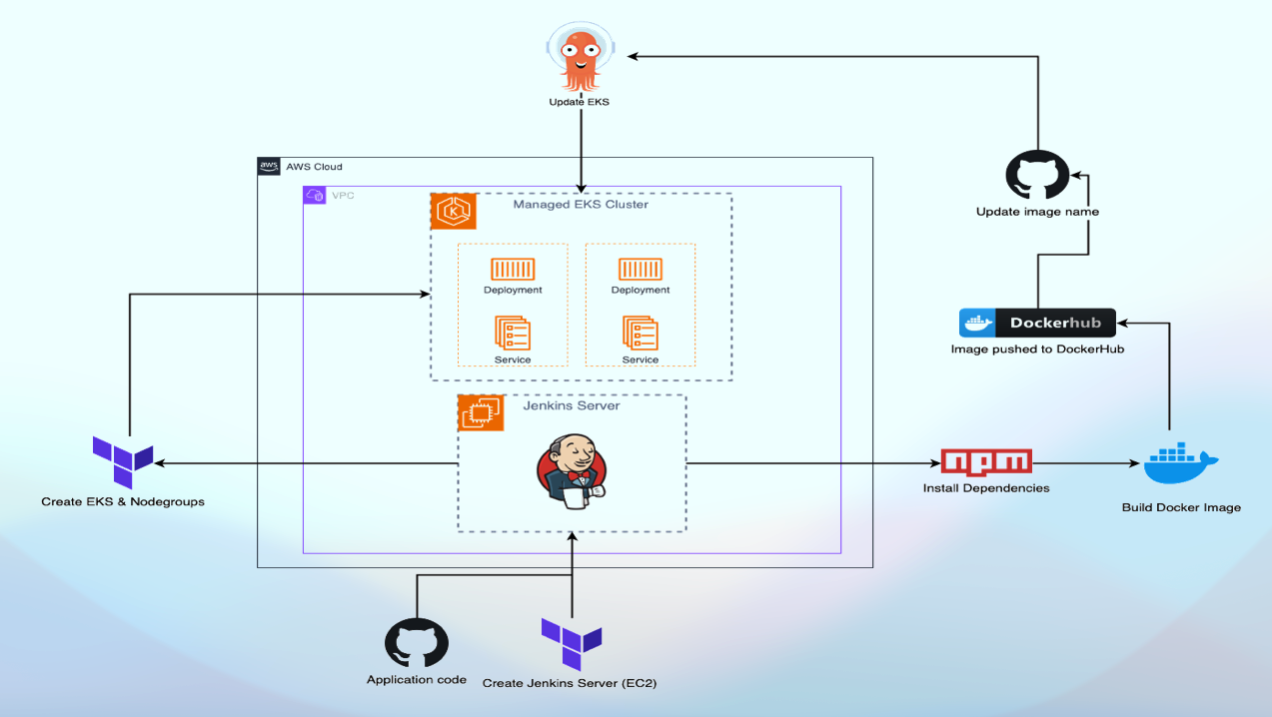 Update EKS
aws
AWS Cloud
VPC
Managed EKS Cluster
Update image name
Deployment
Deployment
Dockerhub
Image pushed to DockerHub
Service
Service
Jenkins Server
npm
Create EKS & Nodegroups
Install Dependencies
Build Docker Image
Application code
Create Jenkins Server (EC2)